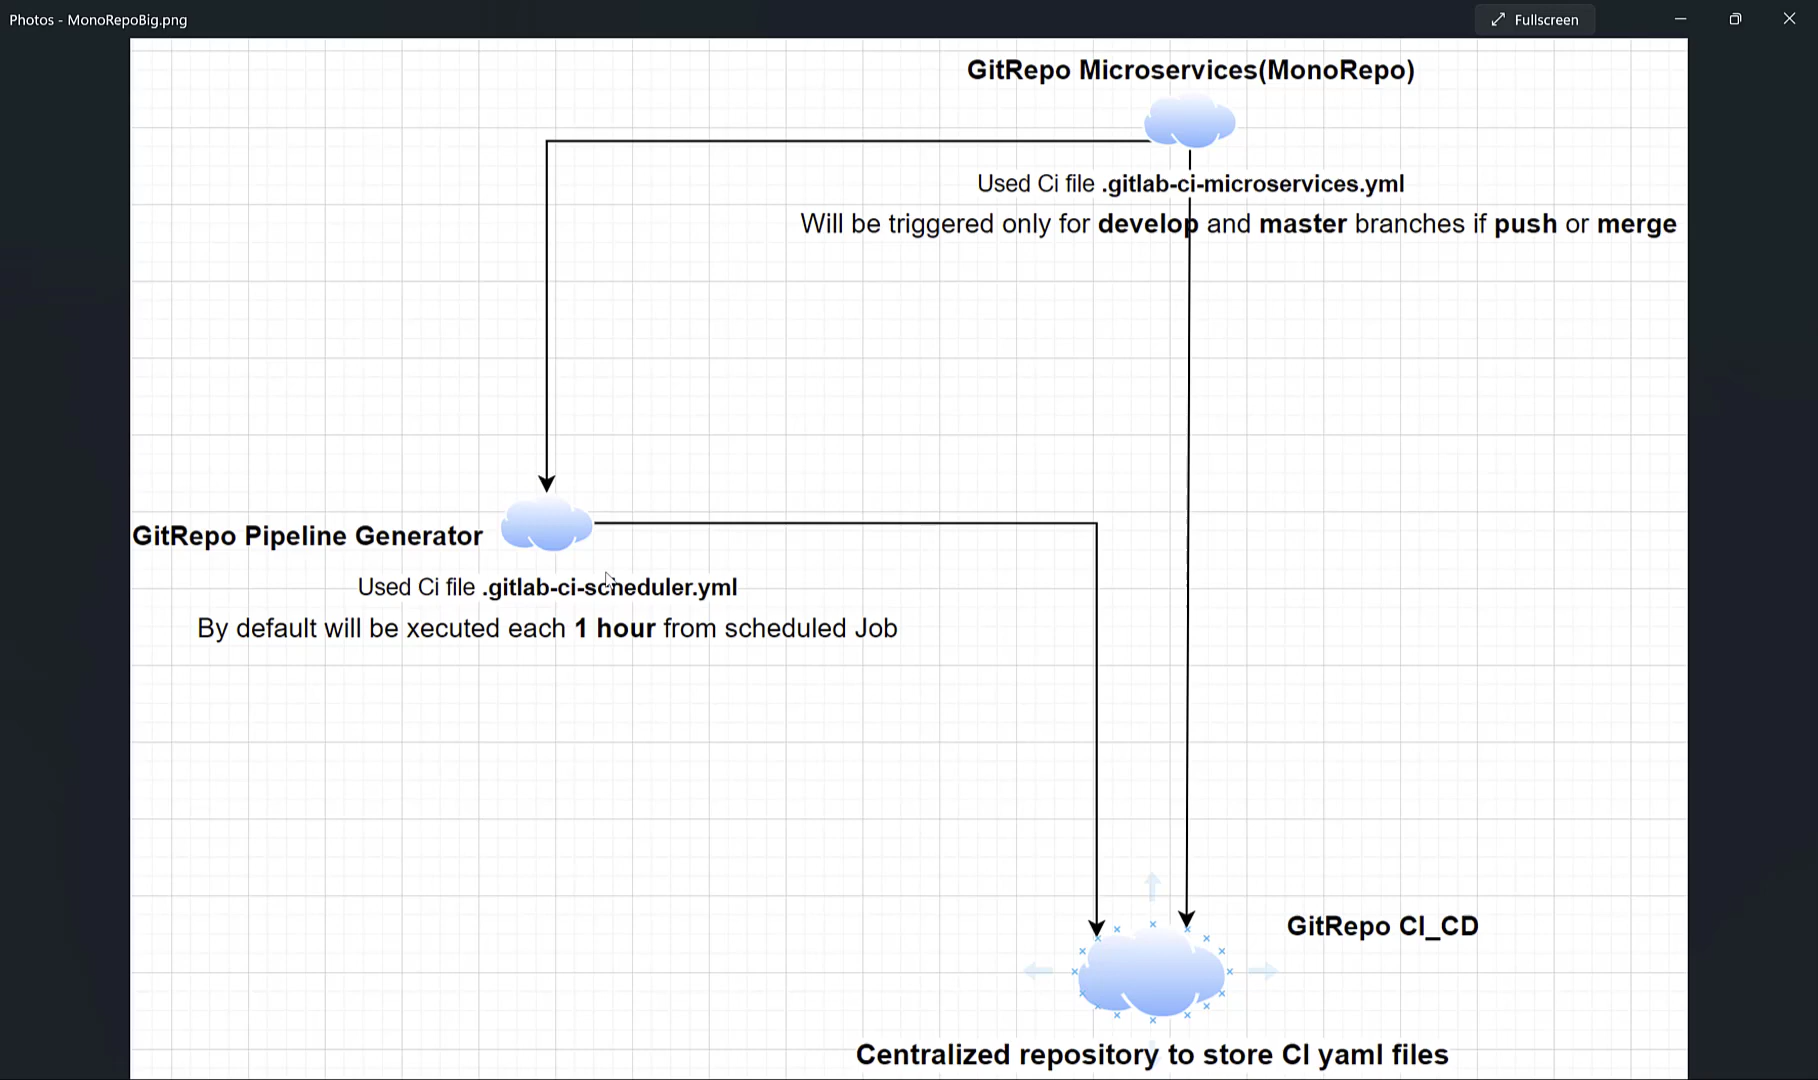 Photos - MonoRepoBig.png
Fullscreen
GitRepo Microservices(MonoRepo)
Used Ci file .gitlab-ci-microservices.yml
Will be triggered only for develop and master branches if push or merge
GitRepo Pipeline Generator
Used Ci file .gitlab-ci-scheduler.yml
By default will be xecuted each 1 hour from scheduled Job
GitRepo CI_CD
Centralized repository to store CI yaml files